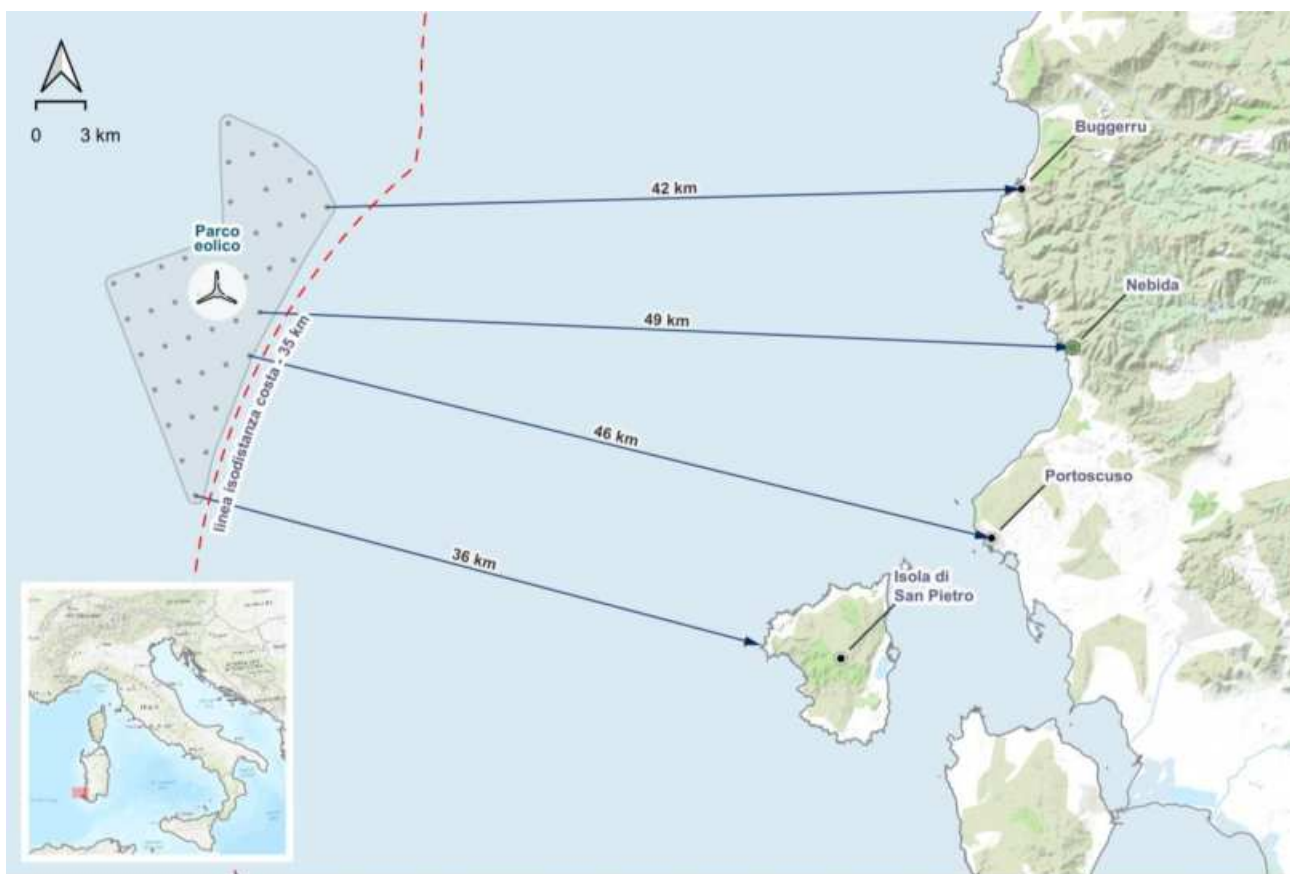 0 3 km
Buggerru
42 km
Parco
eolico
Nebida
49 km
linea isodistanza costa - 35 km
46 km
Portoscuso
36 km
Isola di
San Pietro
ITALY